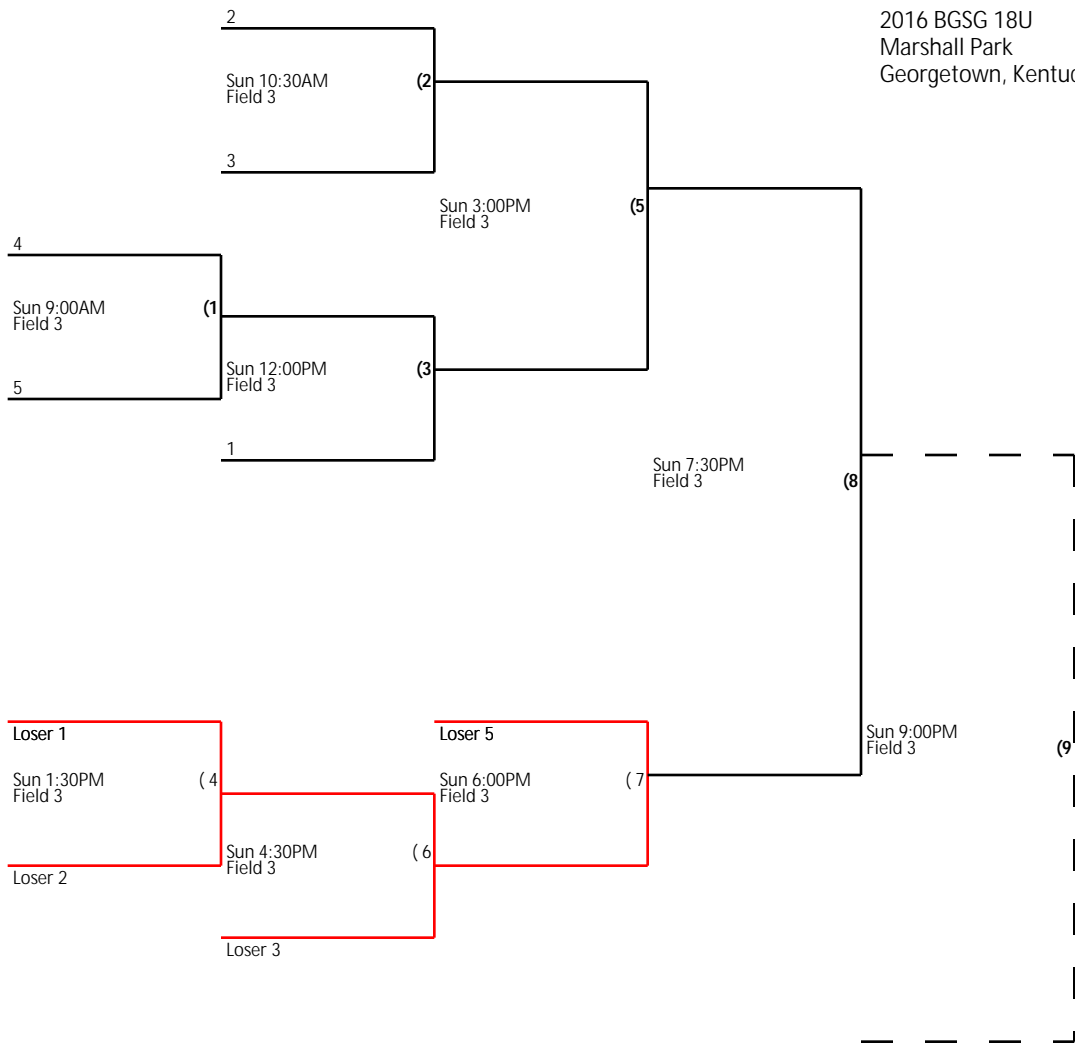 2016 BGSG 18U
Marshall Park
Georgetown, Kentuc
2
Sun 10:30AM
Field 3
(2
3
Sun 3:00PM
Field 3
(5
4
Sun 9:00AM
Field 3
(1
5
Sun 12:00PM
Field 3
(3
1
Sun 7:30PM
Field 3
(8
Loser 1
Sun 1:30PM
Field 3
( 4
Loser 2
Loser 5
Sun 6:00PM
Field 3
( 7
Sun 4:30PM
Field 3
( 6
Loser 3
Sun 9:00PM
Field 3
(9